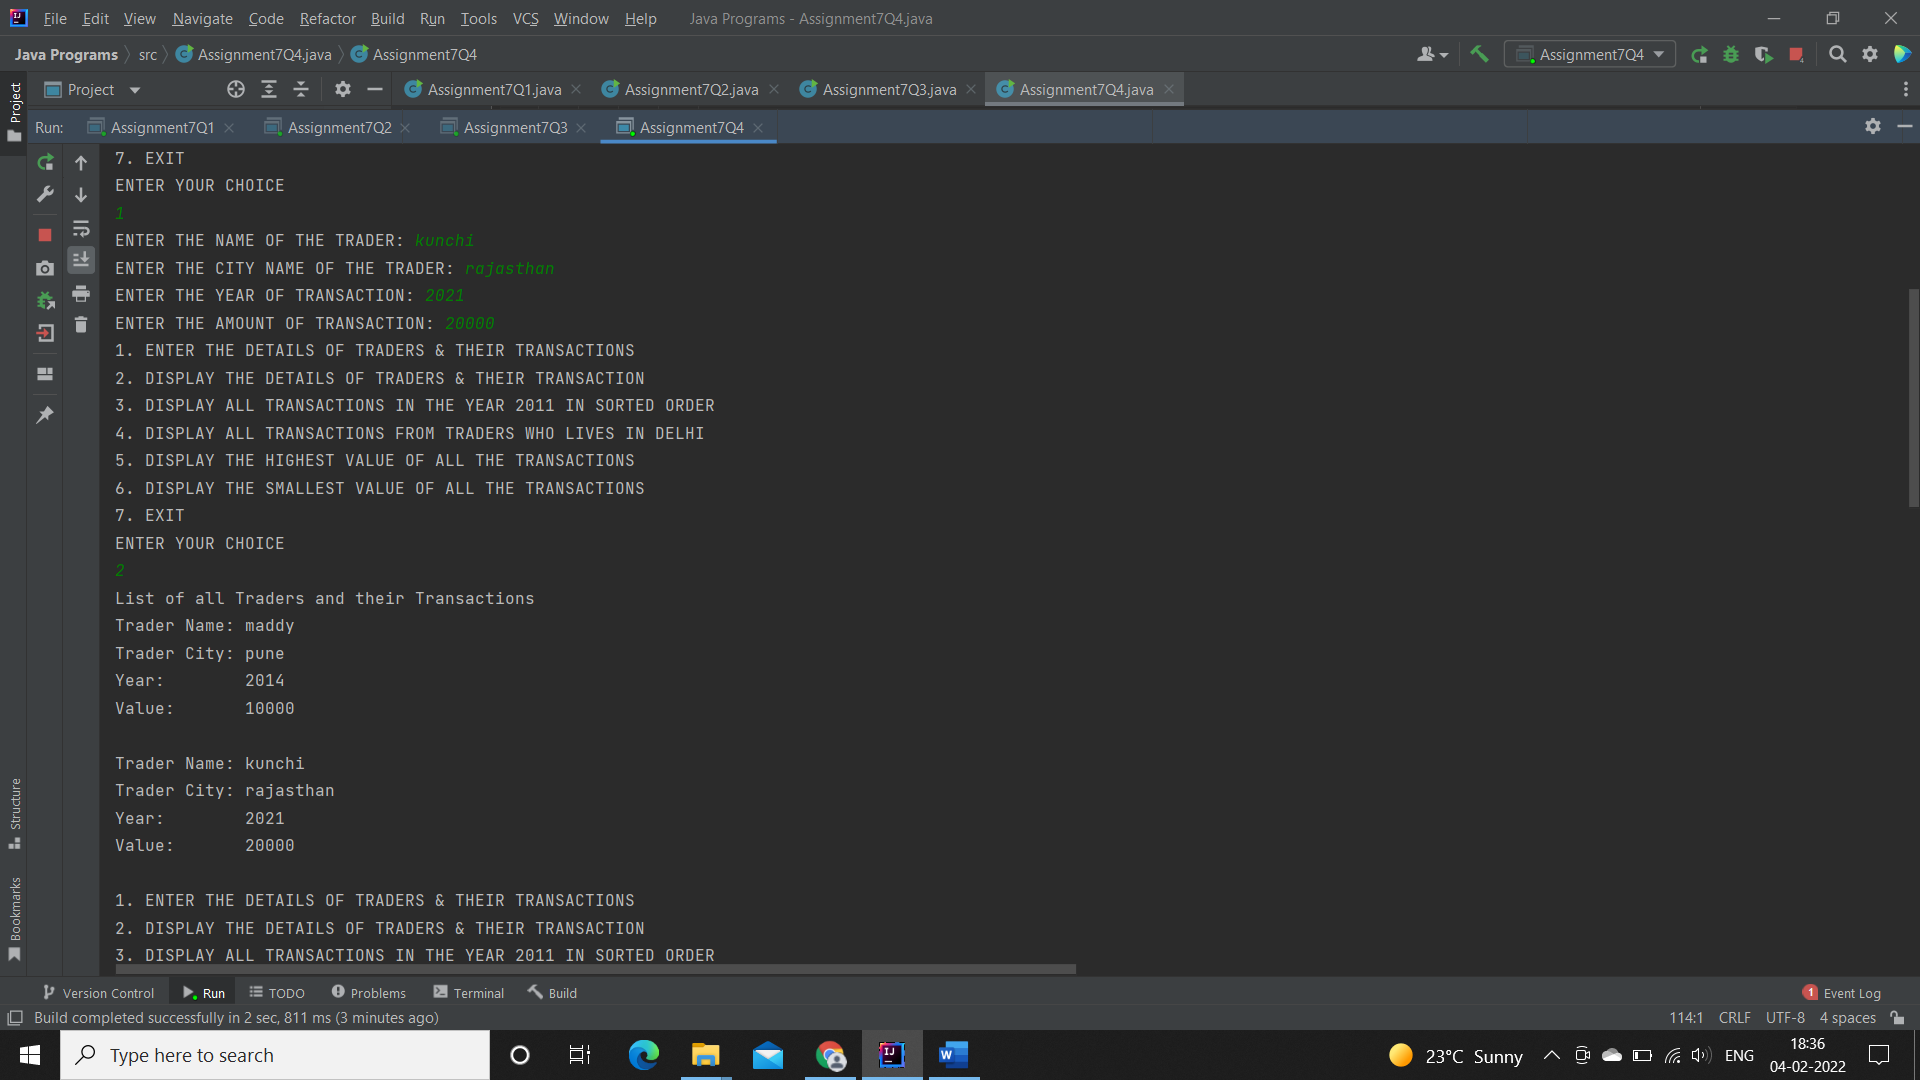 File Edit View Navigate Code Refactor Build Run Tools VCS Window Help Java Programs - Assignment7Q4.java
Java Programs src Assignment7Q4.java Assignment7Q4 Assignment7Q4
Project Project Assignment7Q1.java Assignment7Q2.java Assignment7Q3.java Assignment7Q4.java
Run: Assignment7Q1 Assignment7Q2 Assignment7Q3 Assignment7Q4
7. EXIT
ENTER YOUR CHOICE
1
ENTER THE NAME OF THE TRADER: kunchi
ENTER THE CITY NAME OF THE TRADER: rajasthan
ENTER THE YEAR OF TRANSACTION: 2021
ENTER THE AMOUNT OF TRANSACTION: 20000
1. ENTER THE DETAILS OF TRADERS & THEIR TRANSACTIONS
2. DISPLAY THE DETAILS OF TRADERS & THEIR TRANSACTION
3. DISPLAY ALL TRANSACTIONS IN THE YEAR 2011 IN SORTED ORDER
4. DISPLAY ALL TRANSACTIONS FROM TRADERS WHO LIVES IN DELHI
5. DISPLAY THE HIGHEST VALUE OF ALL THE TRANSACTIONS
6. DISPLAY THE SMALLEST VALUE OF ALL THE TRANSACTIONS
7. EXIT
ENTER YOUR CHOICE
2
List of all Traders and their Transactions
Trader Name: maddy
Trader City: pune
Year: 2014
Value: 10000
Trader Name: kunchi
Trader City: rajasthan
Year: 2021
Value: 20000
1. ENTER THE DETAILS OF TRADERS & THEIR TRANSACTIONS
2. DISPLAY THE DETAILS OF TRADERS & THEIR TRANSACTION
3. DISPLAY ALL TRANSACTIONS IN THE YEAR 2011 IN SORTED ORDER
Structure
Bookmarks
Version Control Run TODO Problems Terminal Build 1 Event Log
Build completed successfully in 2 sec, 811 ms (3 minutes ago) 114:1 CRLF UTF-8 4 spaces
Type here to search 23°C Sunny ENG 18:36
04-02-2022